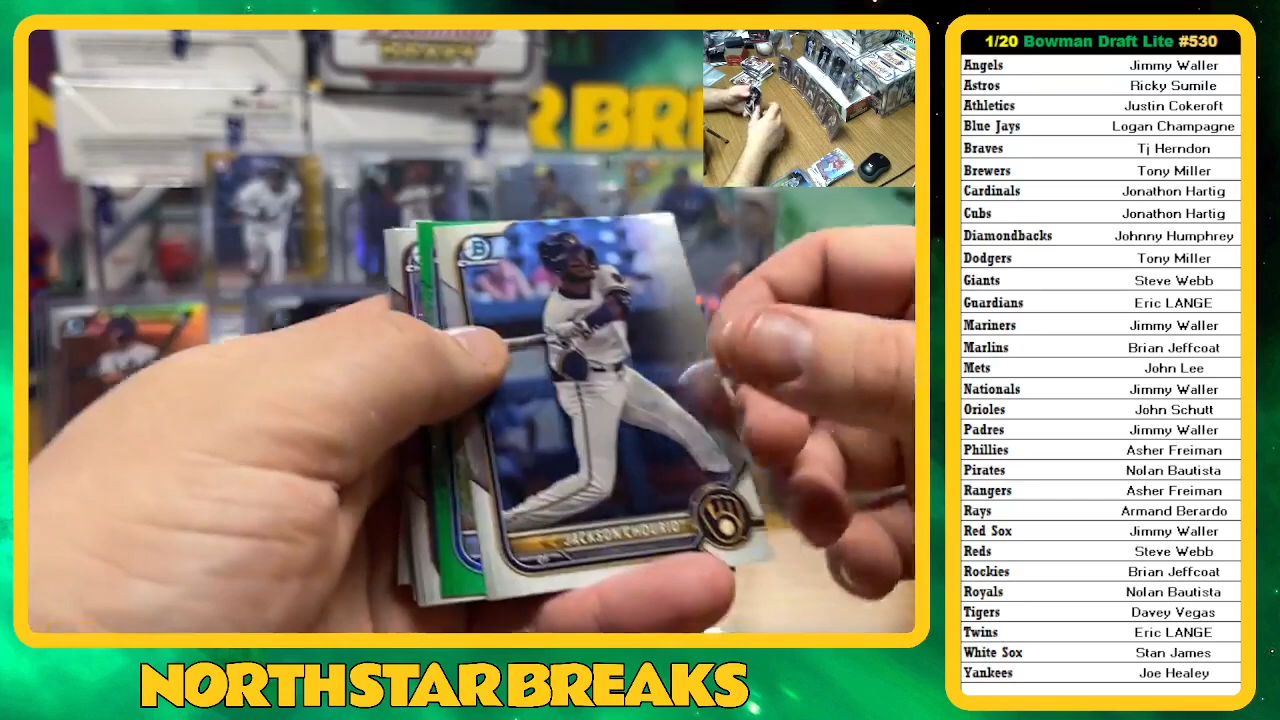 R BR
B
JACKSON CHOURIO
1/20 Bowman Draft Lite #530
Angels Jimmy Waller
Astros Ricky Sumile
Athletics Justin Cokeroft
Blue Jays Logan Champagne
Braves Tj Herndon
Brewers Tony Miller
Cardinals Jonathon Hartig
Cubs Jonathon Hartig
Diamondbacks Johnny Humphrey
Dodgers Tony Miller
Giants Steve Webb
Guardians Eric LANGE
Mariners Jimmy Waller
Marlins Brian Jeffcoat
Mets John Lee
Nationals Jimmy Waller
Orioles John Schutt
Padres Jimmy Waller
Phillies Asher Freiman
Pirates Nolan Bautista
Rangers Asher Freiman
Rays Armand Berardo
Red Sox Jimmy Waller
Reds Steve Webb
Rockies Brian Jeffcoat
Royals Nolan Bautista
Tigers Davey Vegas
Twins Eric LANGE
White Sox Stan James
Yankees Joe Healey
NORTHSTAR BREAKS